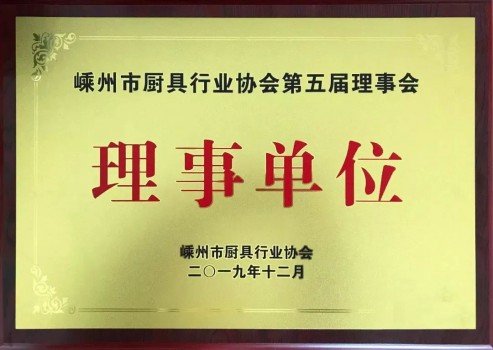 嵊州市厨具行业协会第五届理事会
理事单位
嵊州市厨具行业协会
二〇一九年十二月